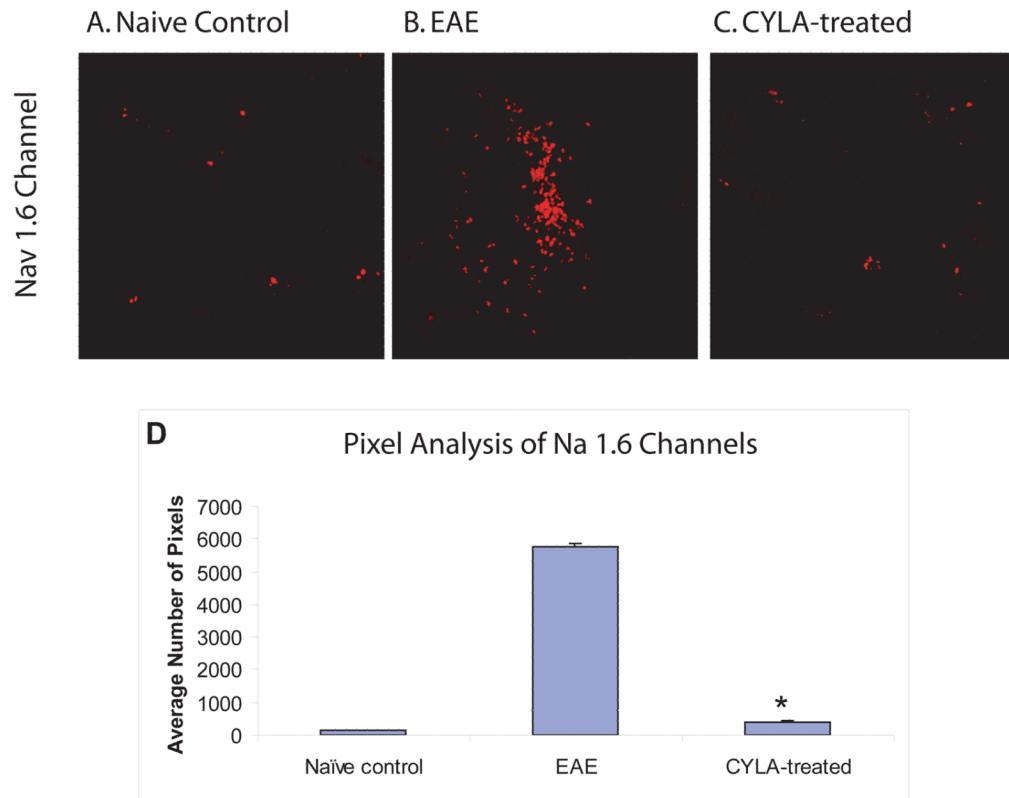 A. Naive Control
B. EAE
C. CYLA-treated
Nav 1.6 Channel
D
Pixel Analysis of Na 1.6 Channels
Average Number of Pixels
7000
6000
5000
4000
3000
2000
1000
0
*
Naïve control
EAE
CYLA-treated